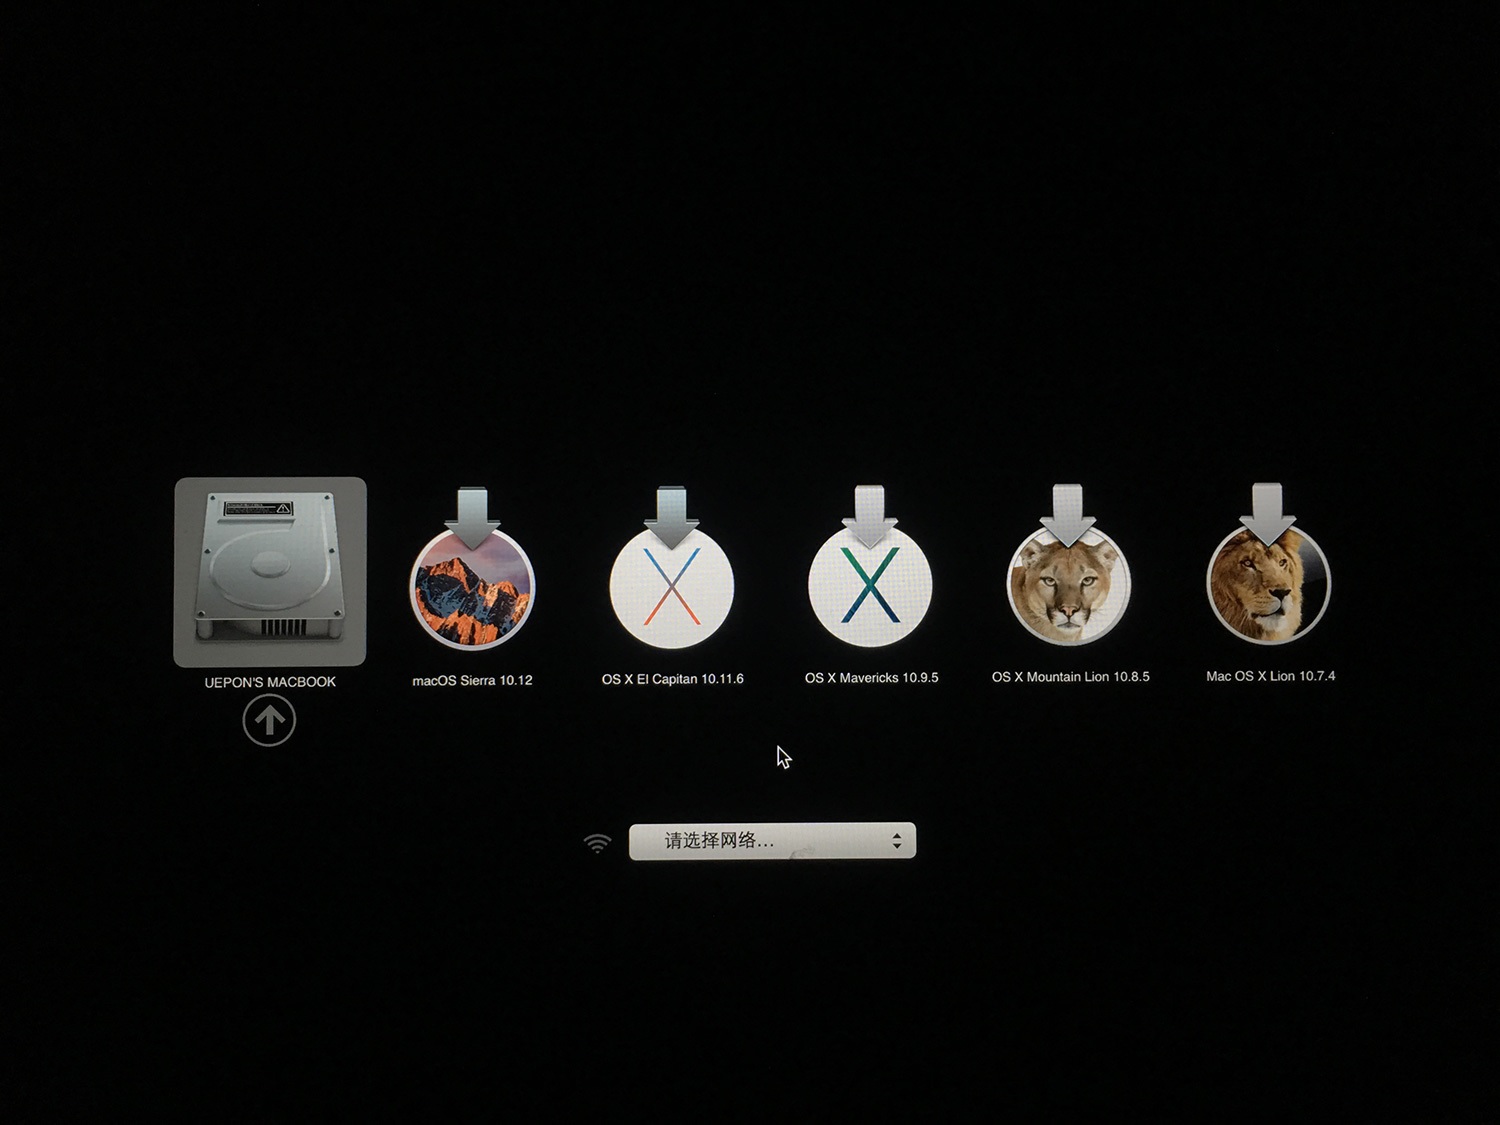 UEPON'S MACBOOK
macOS Sierra 10.12
OS X El Capitan 10.11.6
OS X Mavericks 10.9.5
OS X Mountain Lion 10.8.5
Mac OS X Lion 10.7.4
请选择网络...